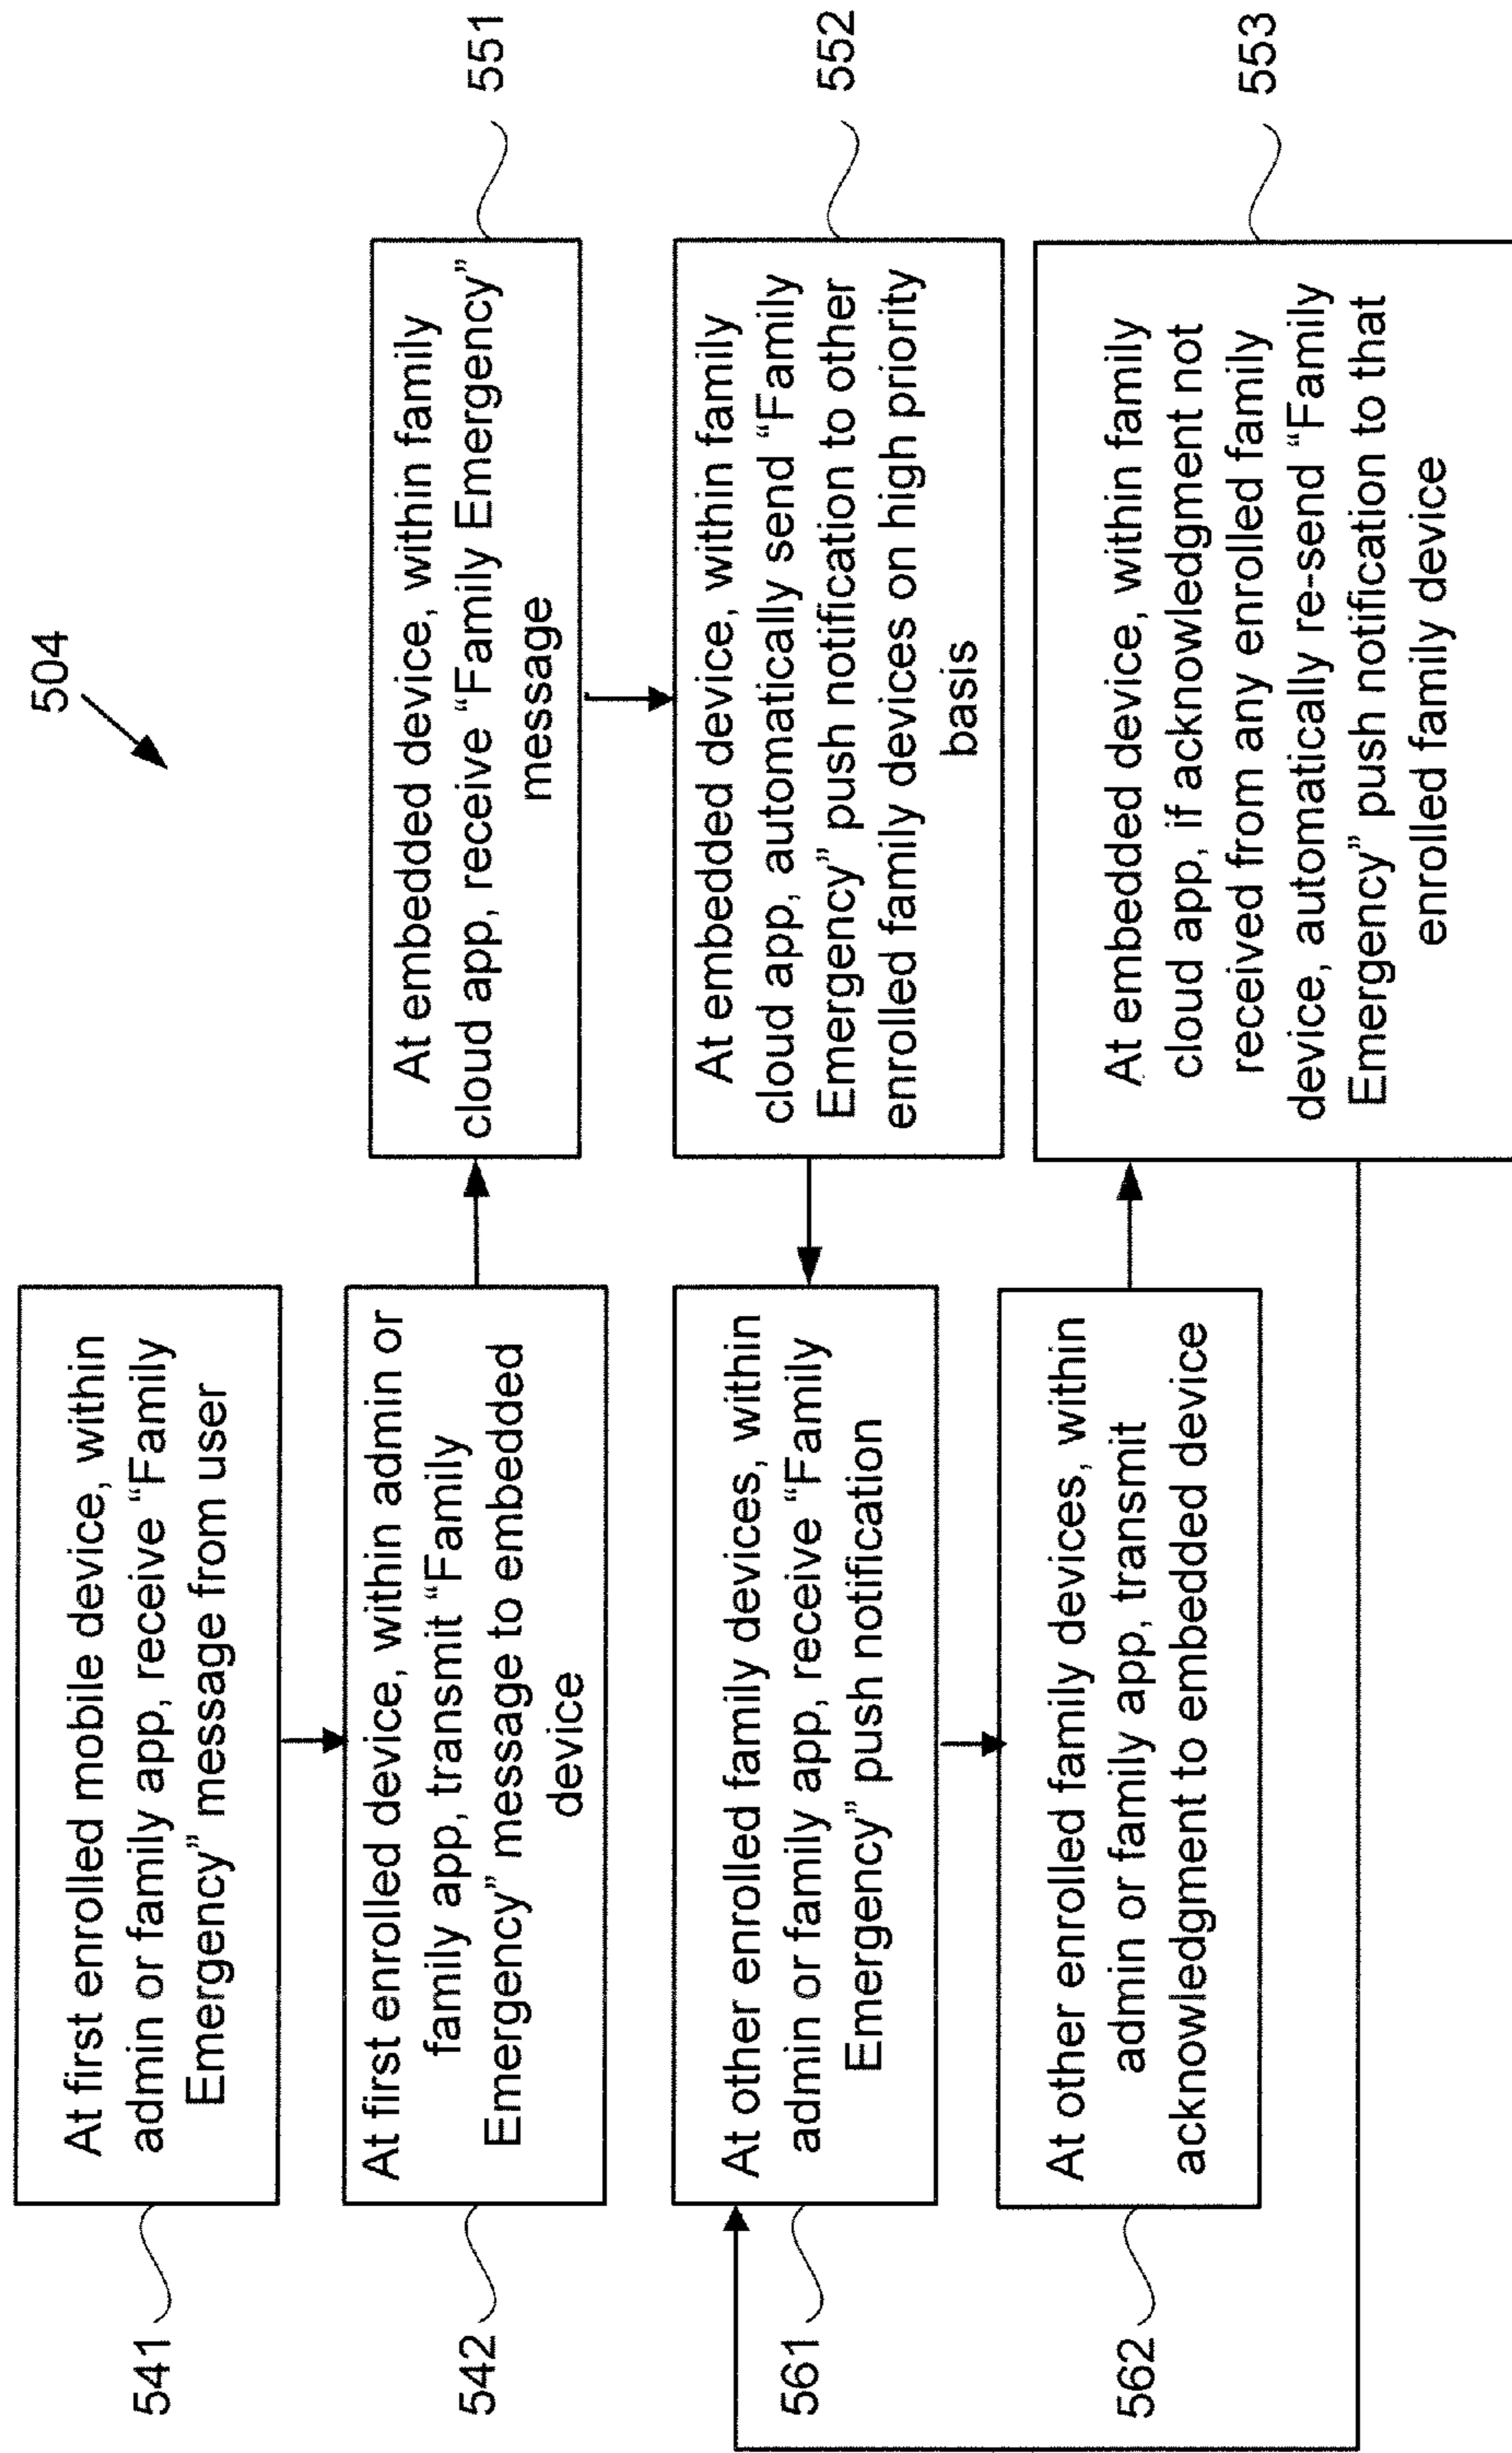 504
541
At first enrolled mobile device, within
admin or family app, receive “Family
Emergency” message from user
542
At first enrolled device, within admin or
family app, transmit “Family
Emergency” message to embedded
device
551
At embedded device, within family
cloud app, receive “Family Emergency”
message
552
At embedded device, within family
cloud app, automatically send “Family
Emergency” push notification to other
enrolled family devices on high priority
basis
561
At other enrolled family devices, within
admin or family app, receive “Family
Emergency” push notification
562
At other enrolled family devices, within
admin or family app, transmit
acknowledgment to embedded device
553
At embedded device, within family
cloud app, if acknowledgment not
received from any enrolled family
device, automatically re-send “Family
Emergency” push notification to that
enrolled family device